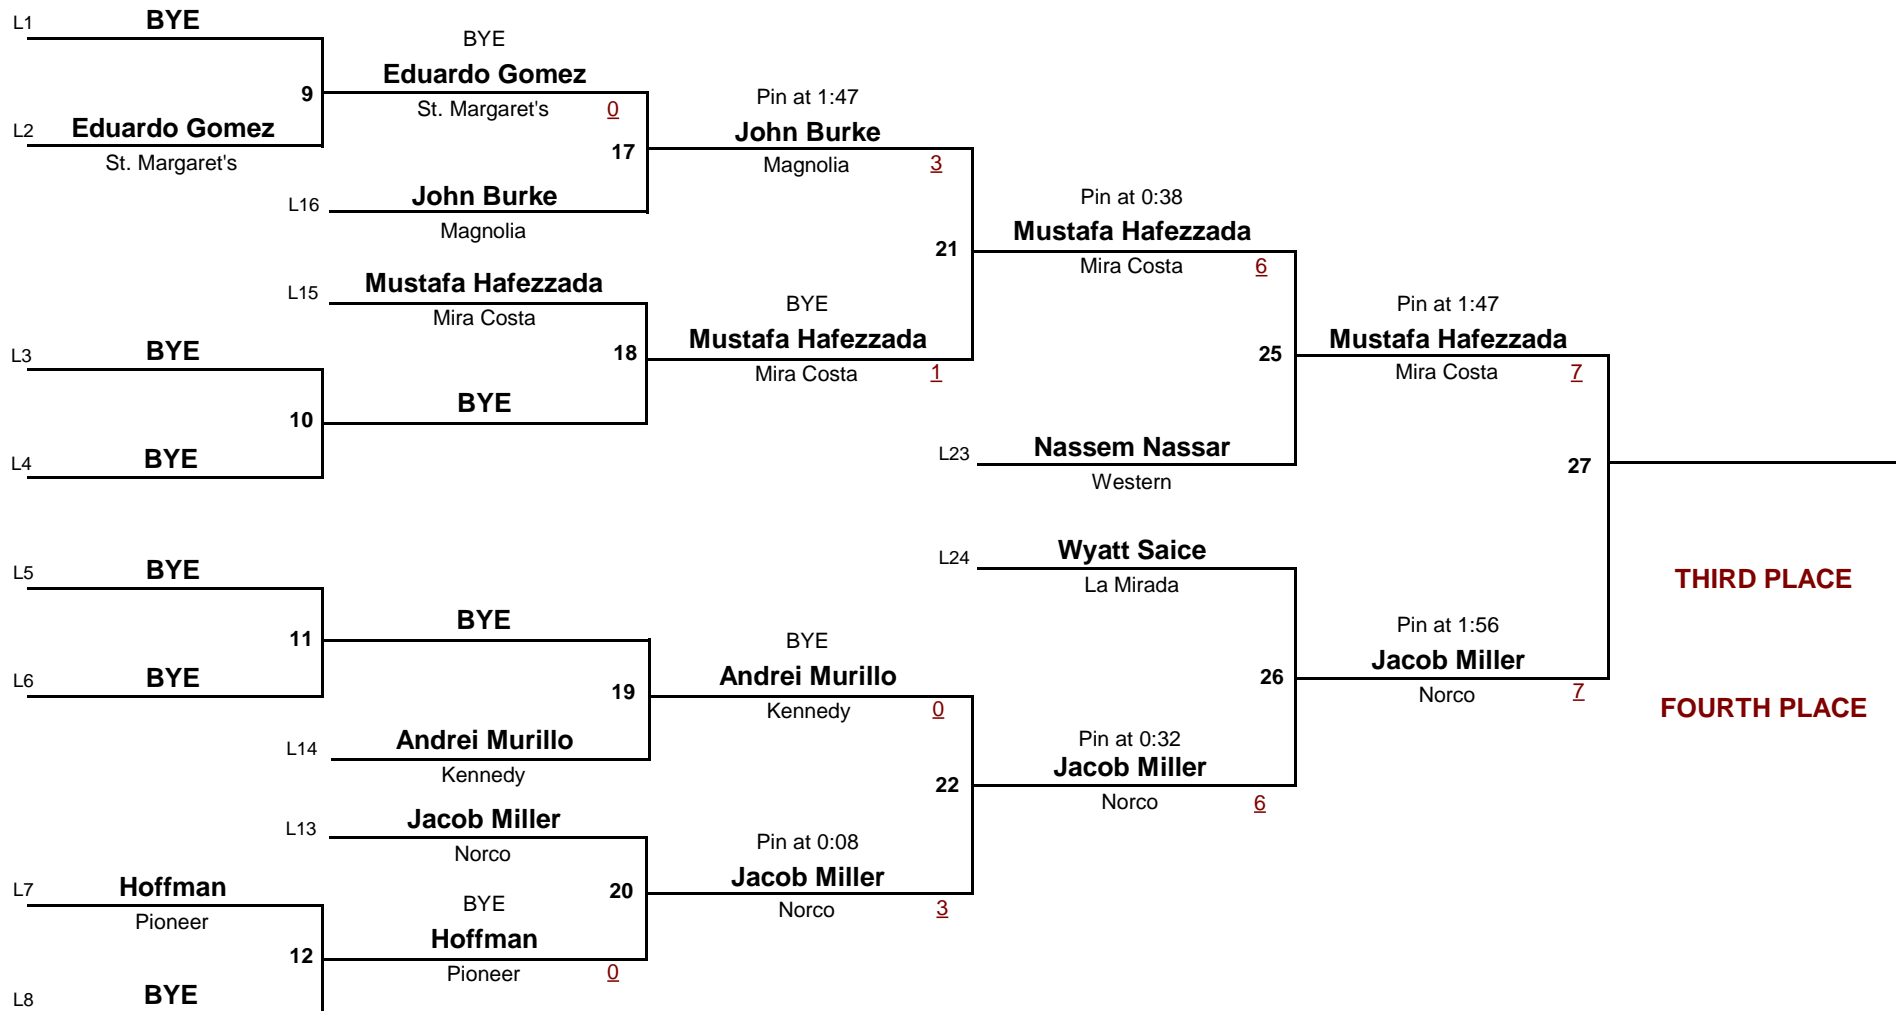 L1
BYE
9
L2
Eduardo Gomez
St. Margaret's
BYE
Eduardo Gomez
St. Margaret's
0
17
L16
John Burke
Magnolia
Pin at 1:47
John Burke
Magnolia
3
21
L15
Mustafa Hafezzada
Mira Costa
18
L3
BYE
10
BYE
L4
BYE
BYE
Mustafa Hafezzada
Mira Costa
1
Pin at 0:38
Mustafa Hafezzada
Mira Costa
6
25
L23
Nassem Nassar
Western
Pin at 1:47
Mustafa Hafezzada
Mira Costa
7
27
L5
BYE
11
BYE
L6
BYE
19
L14
Andrei Murillo
Kennedy
BYE
Andrei Murillo
Kennedy
0
22
L24
Wyatt Saice
La Mirada
26
Pin at 0:32
Jacob Miller
Norco
6
Pin at 1:56
Jacob Miller
Norco
7
THIRD PLACE
FOURTH PLACE
L13
Jacob Miller
Norco
20
Pin at 0:08
Jacob Miller
Norco
3
L7
Hoffman
Pioneer
12
BYE
Hoffman
Pioneer
0
L8
BYE